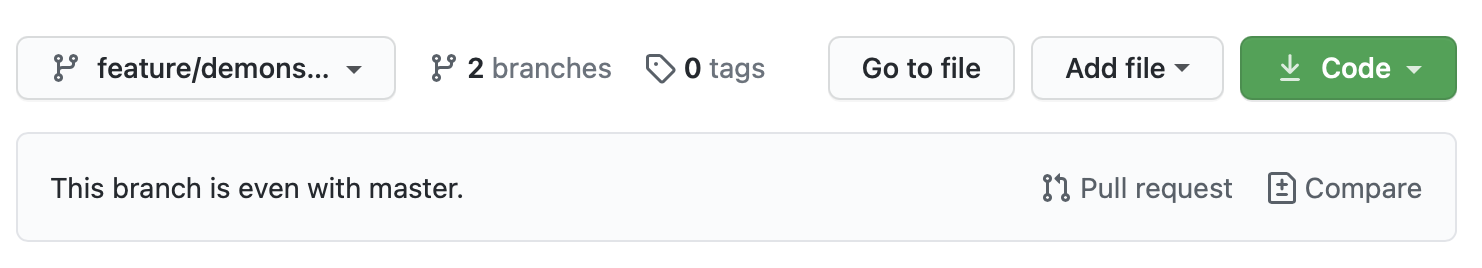 feature/demons... 2 branches 0 tags Go to file Add file Code
This branch is even with master. Pull request Compare